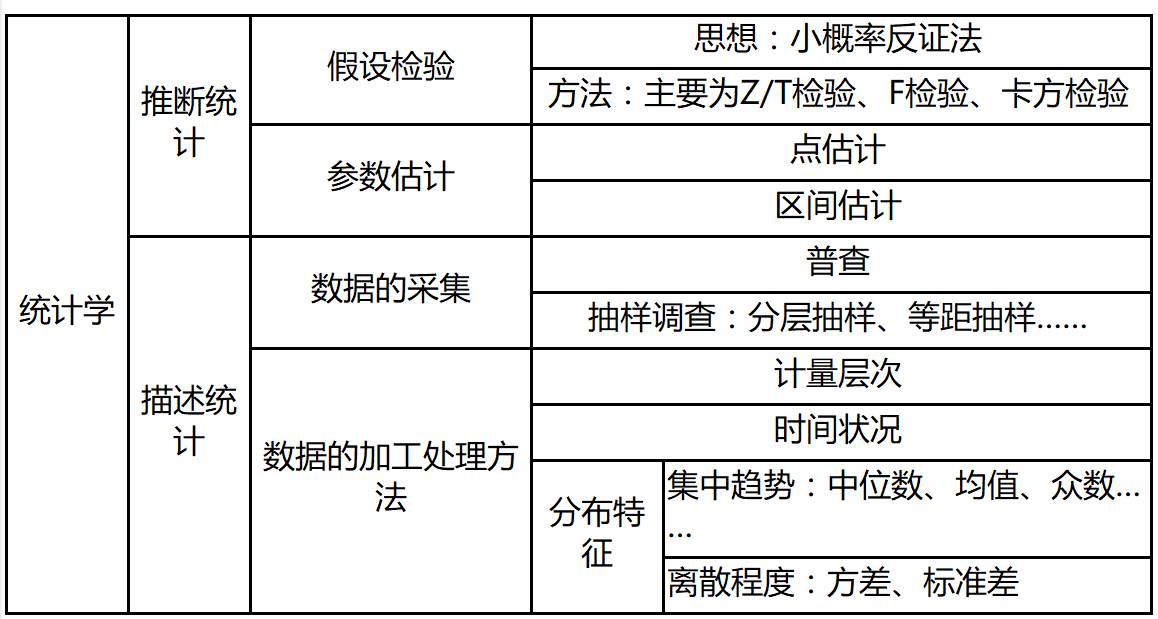 统计学
推断统
计
假设检验
思想：小概率反证法
方法：主要为Z/T检验、F检验、卡方检验
参数估计
点估计
区间估计
描述统
计
数据的采集
普查
抽样调查：分层抽样、等距抽样......
数据的加工处理方
法
计量层次
时间状况
分布特
征
集中趋势：中位数、均值、众数...
...
离散程度：方差、标准差